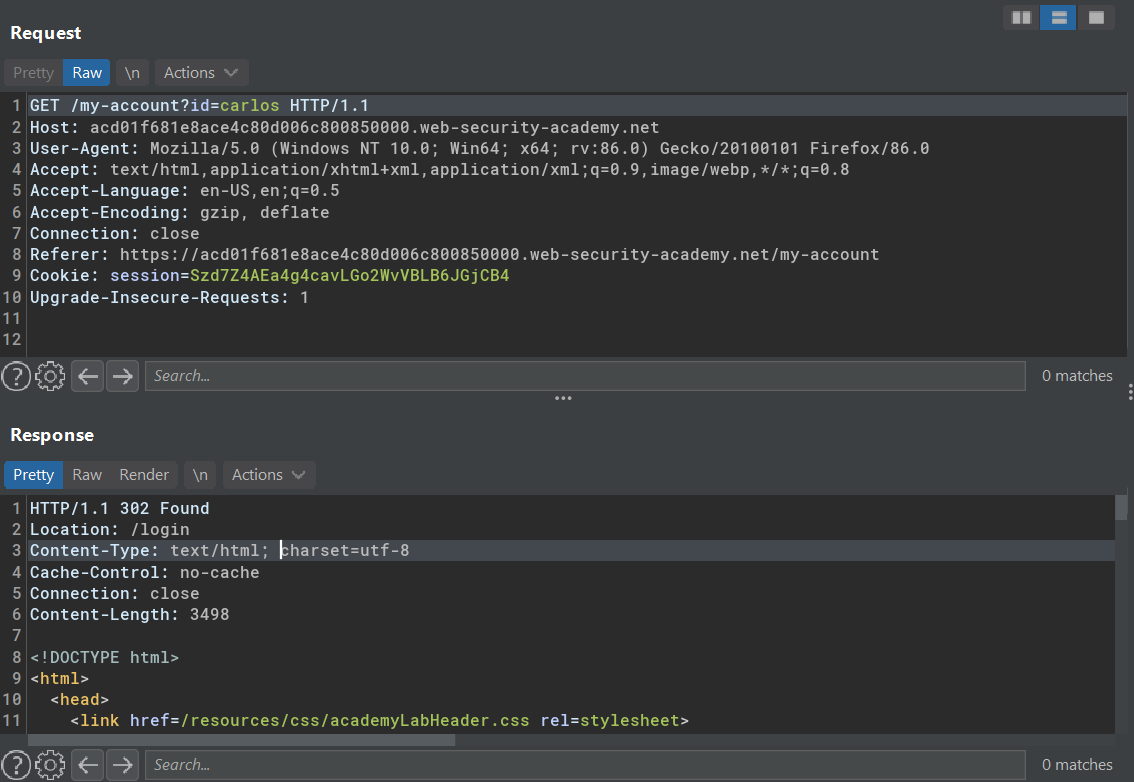 Request
Pretty Raw \n Actions
1 GET /my-account?id=carlos HTTP/1.1
2 Host: acd01f681e8ace4c80d006c800850000.web-security-academy.net
3 User-Agent: Mozilla/5.0 (Windows NT 10.0; Win64; x64; rv:86.0) Gecko/20100101 Firefox/86.0
4 Accept: text/html,application/xhtml+xml,application/xml;q=0.9,image/webp,*/*;q=0.8
5 Accept-Language: en-US,en;q=0.5
6 Accept-Encoding: gzip, deflate
7 Connection: close
8 Referer: https://acd01f681e8ace4c80d006c800850000.web-security-academy.net/my-account
9 Cookie: session=Szd7Z4AEa4g4cavLGo2WvVBLB6JGjCB4
10 Upgrade-Insecure-Requests: 1
11
12
? Search... 0 matches
Response
Pretty Raw Render \n Actions
1 HTTP/1.1 302 Found
2 Location: /login
3 Content-Type: text/html; charset=utf-8
4 Cache-Control: no-cache
5 Connection: close
6 Content-Length: 3498
7
8 <!DOCTYPE html>
9 <html>
10 <head>
11 <link href=/resources/css/academyLabHeader.css rel=stylesheet>
? Search... 0 matches